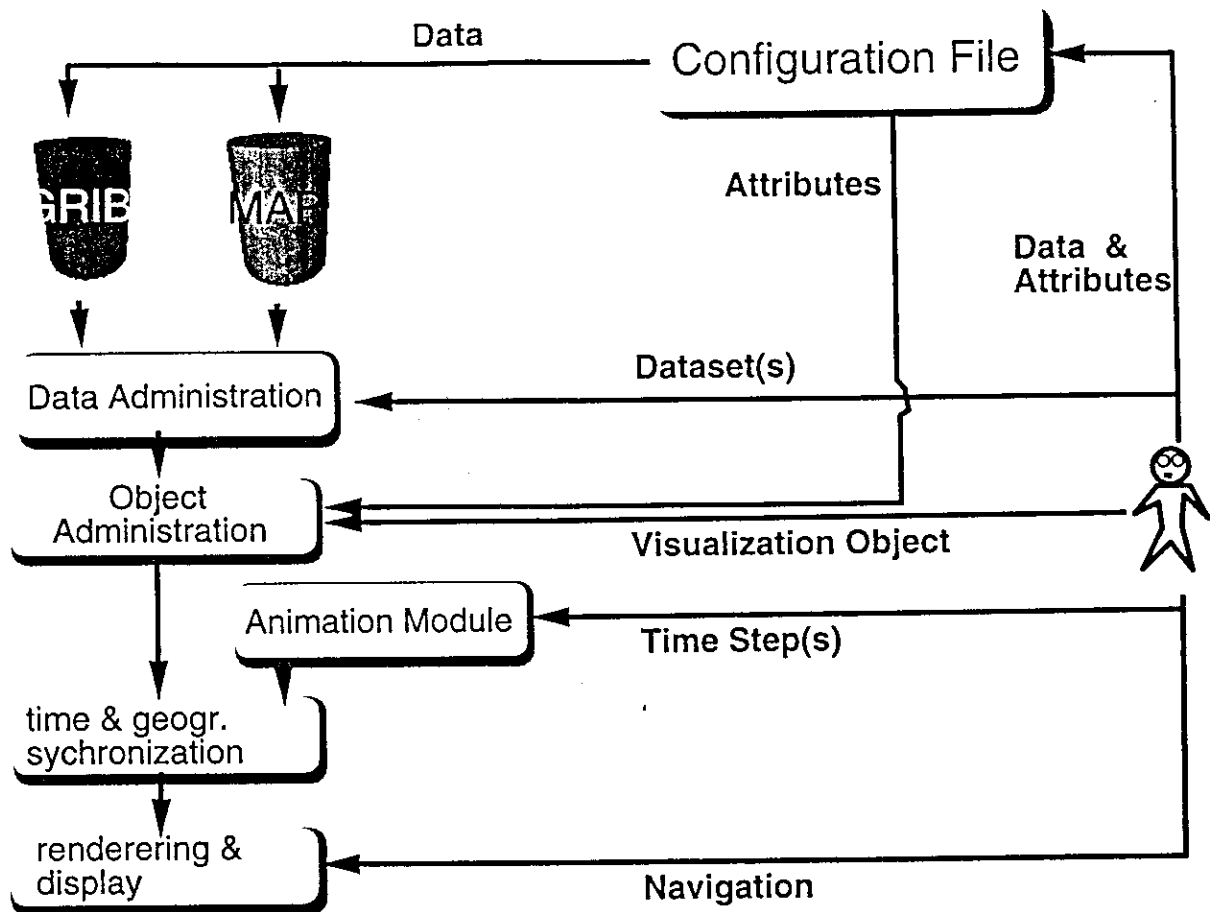 Data
Configuration File
GRIB
MAP
Attributes
Data &
Attributes
Dataset(s)
Data Administration
Object
Administration
Visualization Object
Animation Module
Time Step(s)
time & geogr.
sychronization
renderering &
display
Navigation